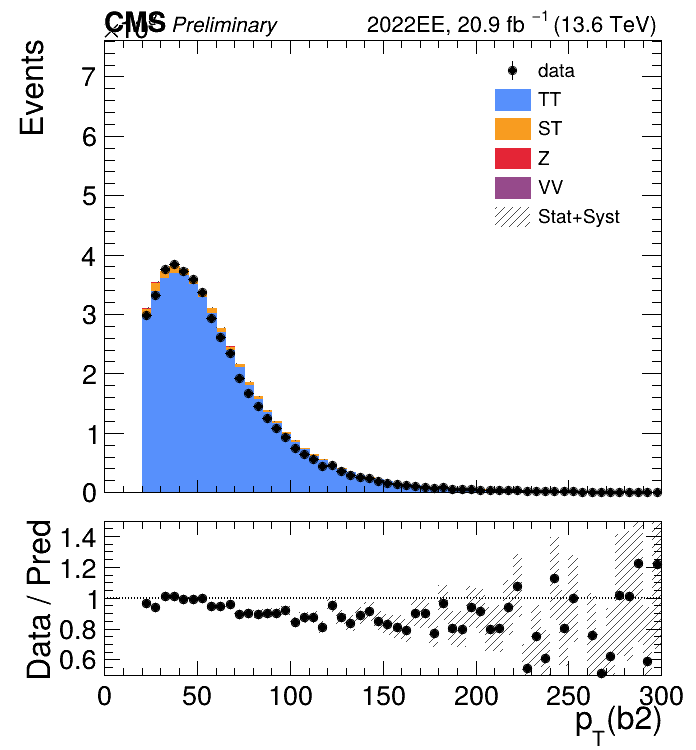 CMS Preliminary 2022EE, 20.9 fb⁻¹ (13.6 TeV)
Events
7
6
5
4
3
2
1
0
data
TT
ST
Z
VV
Stat+Syst
Data / Pred
1.4
1.2
1
0.8
0.6
0 50 100 150 200 250 300
p_T(b2)